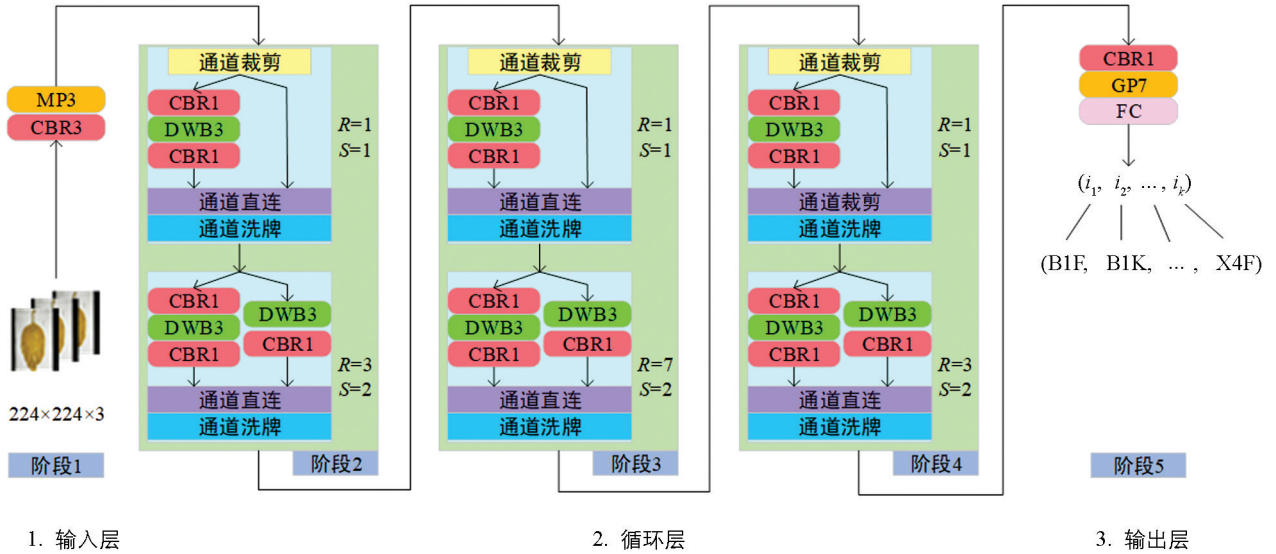 MP3
CBR3
224×224×3
阶段1
通道裁剪
CBR1
DWB3
CBR1
R=1
S=1
通道直连
通道洗牌
CBR1
DWB3
CBR1
DWB3
CBR1
R=3
S=2
通道直连
通道洗牌
阶段2
通道裁剪
CBR1
DWB3
CBR1
R=1
S=1
通道直连
通道洗牌
CBR1
DWB3
CBR1
DWB3
CBR1
R=7
S=2
通道直连
通道洗牌
阶段3
通道裁剪
CBR1
DWB3
CBR1
R=1
S=1
通道裁剪
通道洗牌
CBR1
DWB3
CBR1
DWB3
CBR1
R=3
S=2
通道直连
通道洗牌
阶段4
CBR1
GP7
FC
(i1, i2, ..., ik)
(B1F, B1K, ..., X4F)
阶段5
1. 输入层
2. 循环层
3. 输出层